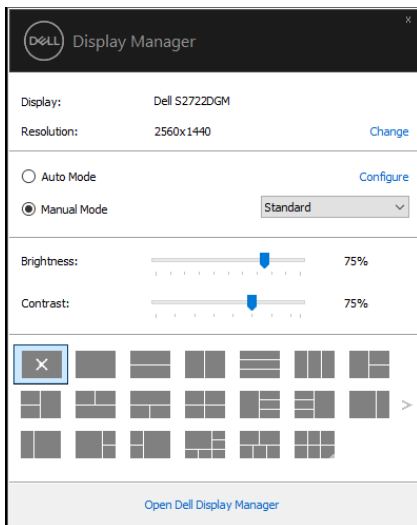 x
DELL Display Manager
Display: Dell S2722DGM
Resolution: 2560x1440 Change
Auto Mode Configure
Manual Mode Standard
Brightness: 75%
Contrast: 75%
Open Dell Display Manager